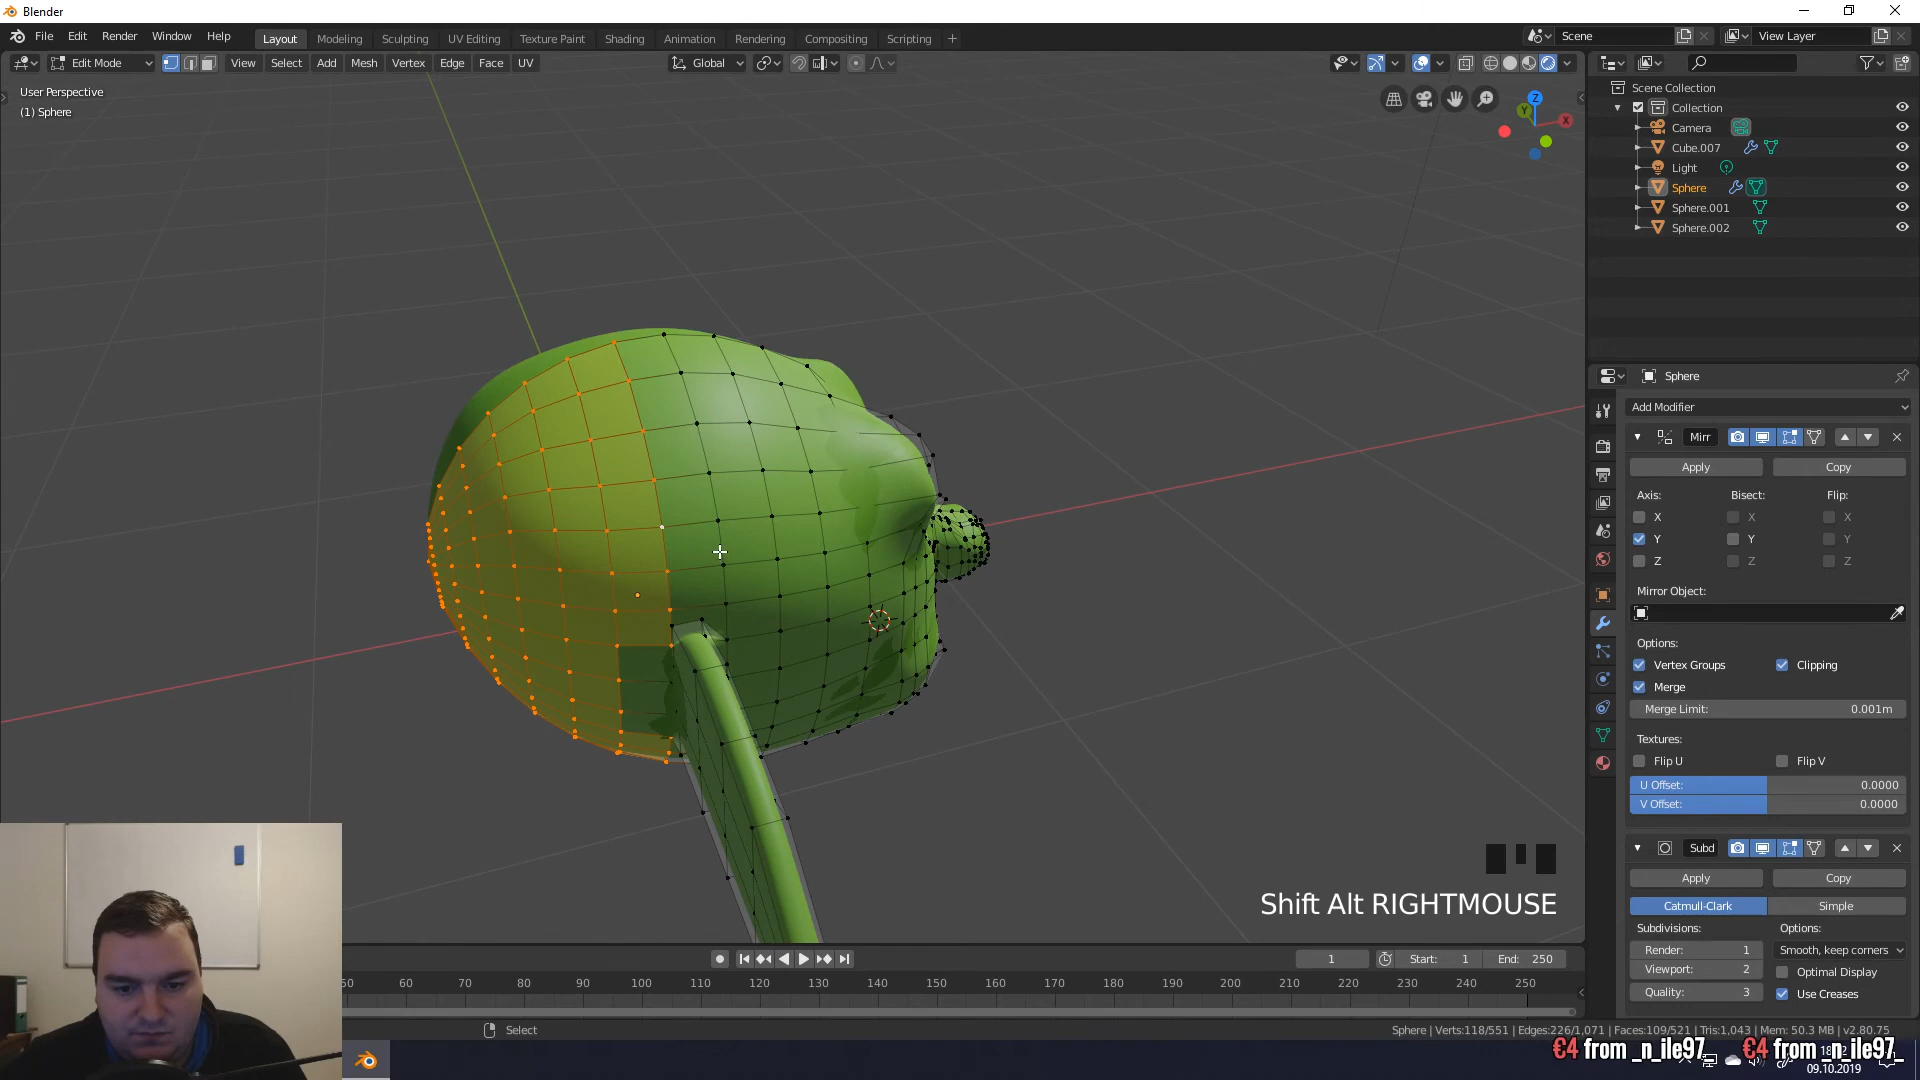 Blender
File Edit Render Window Help
Layout Modeling Sculpting UV Editing Texture Paint Shading Animation Rendering Compositing Scripting +
Scene
View Layer
Edit Mode View Select Add Mesh Vertex Edge Face UV
Global
User Perspective
(1) Sphere
Z
Y
X
Scene Collection
Collection
Camera
Cube.007
Light
Sphere
Sphere.001
Sphere.002
Sphere
Add Modifier
Mirr
Apply Copy
Axis: Bisect: Flip:
X X X
Y Y Y
Z Z Z
Mirror Object:
Options:
Vertex Groups Clipping
Merge
Merge Limit: 0.001m
Textures:
Flip U Flip V
U Offset: 0.0000
V Offset: 0.0000
Subd
Apply Copy
Catmull-Clark Simple
Subdivisions: Options:
Render: 1 Smooth, keep corners
Viewport: 2 Optimal Display
Quality: 3 Use Creases
Shift Alt RIGHTMOUSE
1 Start: 1 End: 250
50 60 70 80 90 100 110 120 130 140 150 160 170 180 190 200 210 220 230 240 250
Select
Sphere | Verts:118/551 | Edges:226/1,071 | Faces:109/521 | Tris:1,043 | Mem: 50.3 MB | v2.80.75
€4 from _n_ile97_ €4 from _n_ile97_
09.10.2019